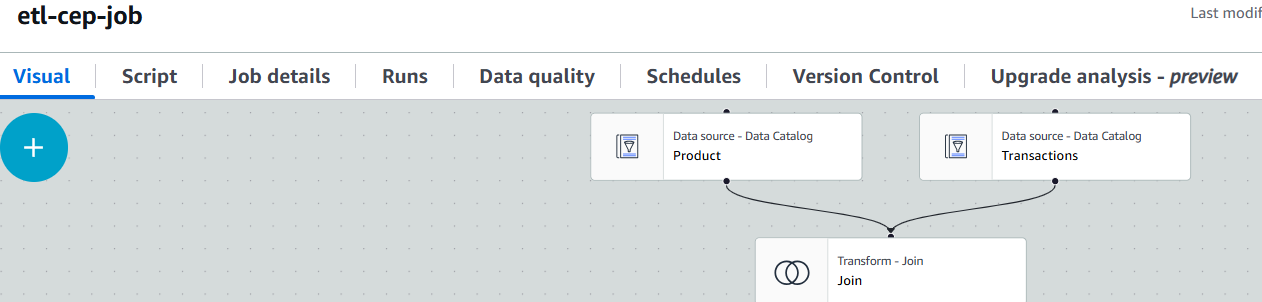 etl-cep-job
Last modif
Visual
Script
Job details
Runs
Data quality
Schedules
Version Control
Upgrade analysis - preview
Data source - Data Catalog
Product
Data source - Data Catalog
Transactions
Transform - Join
Join